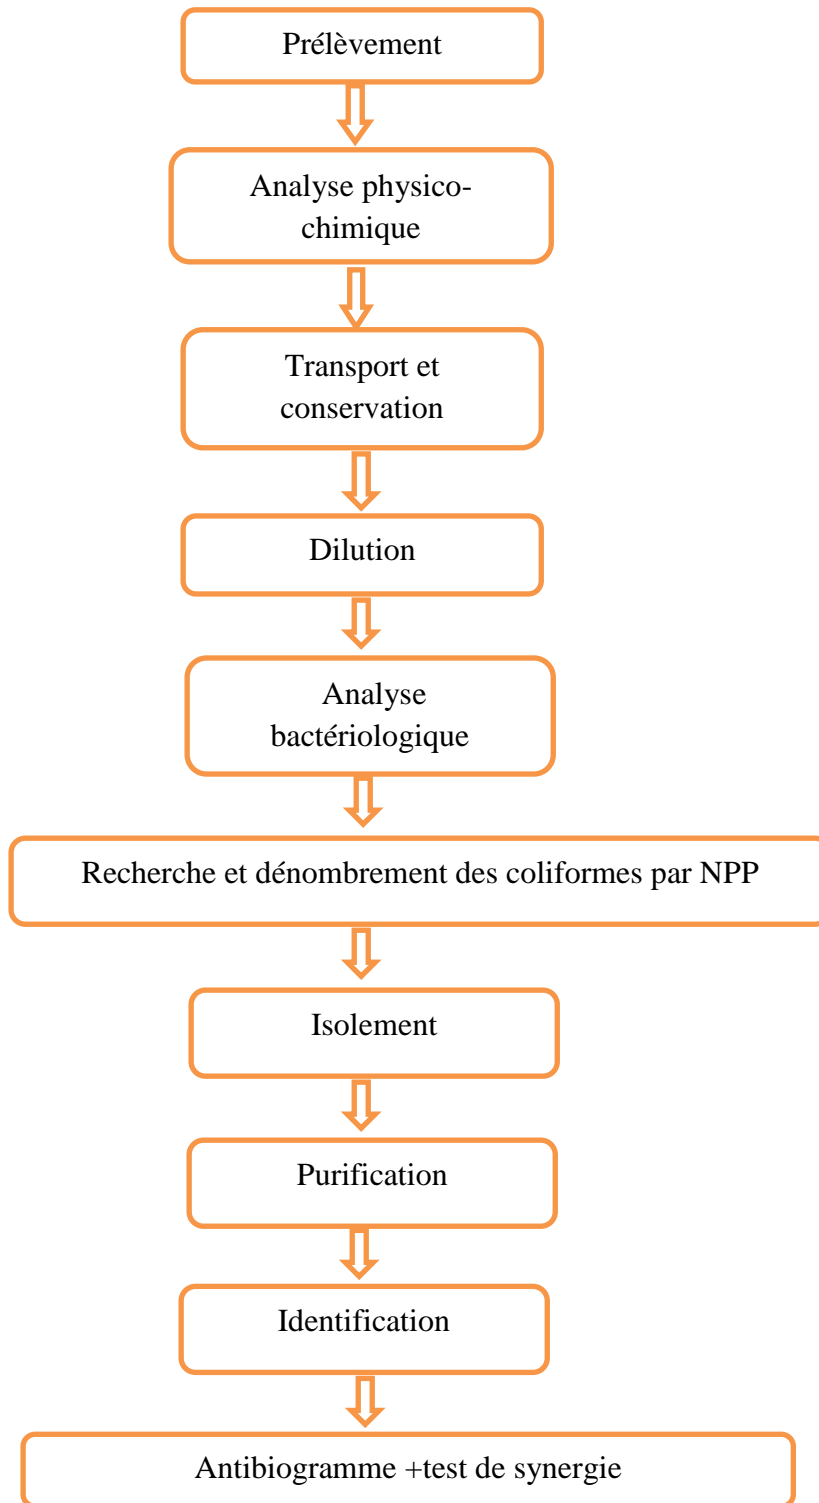 Prélèvement
Analyse physico-
chimique
Transport et
conservation
Dilution
Analyse
bactériologique
Recherche et dénombrement des coliformes par NPP
Isolement
Purification
Identification
Antibiogramme +test de synergie